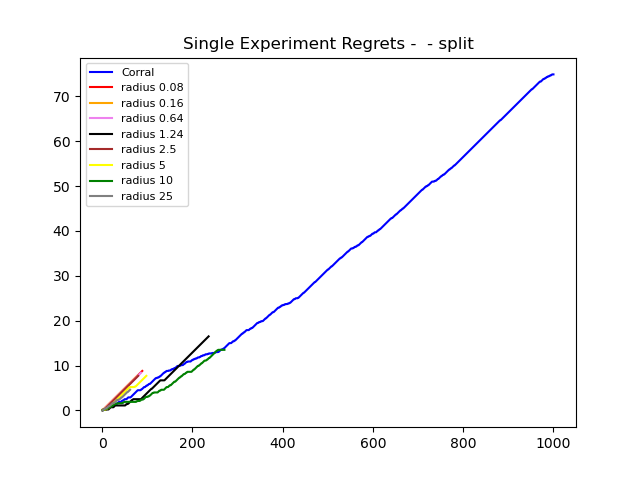 Single Experiment Regrets -  - split
Corral
radius 0.08
radius 0.16
radius 0.64
radius 1.24
radius 2.5
radius 5
radius 10
radius 25
70
60
50
40
30
20
10
0
0 200 400 600 800 1000